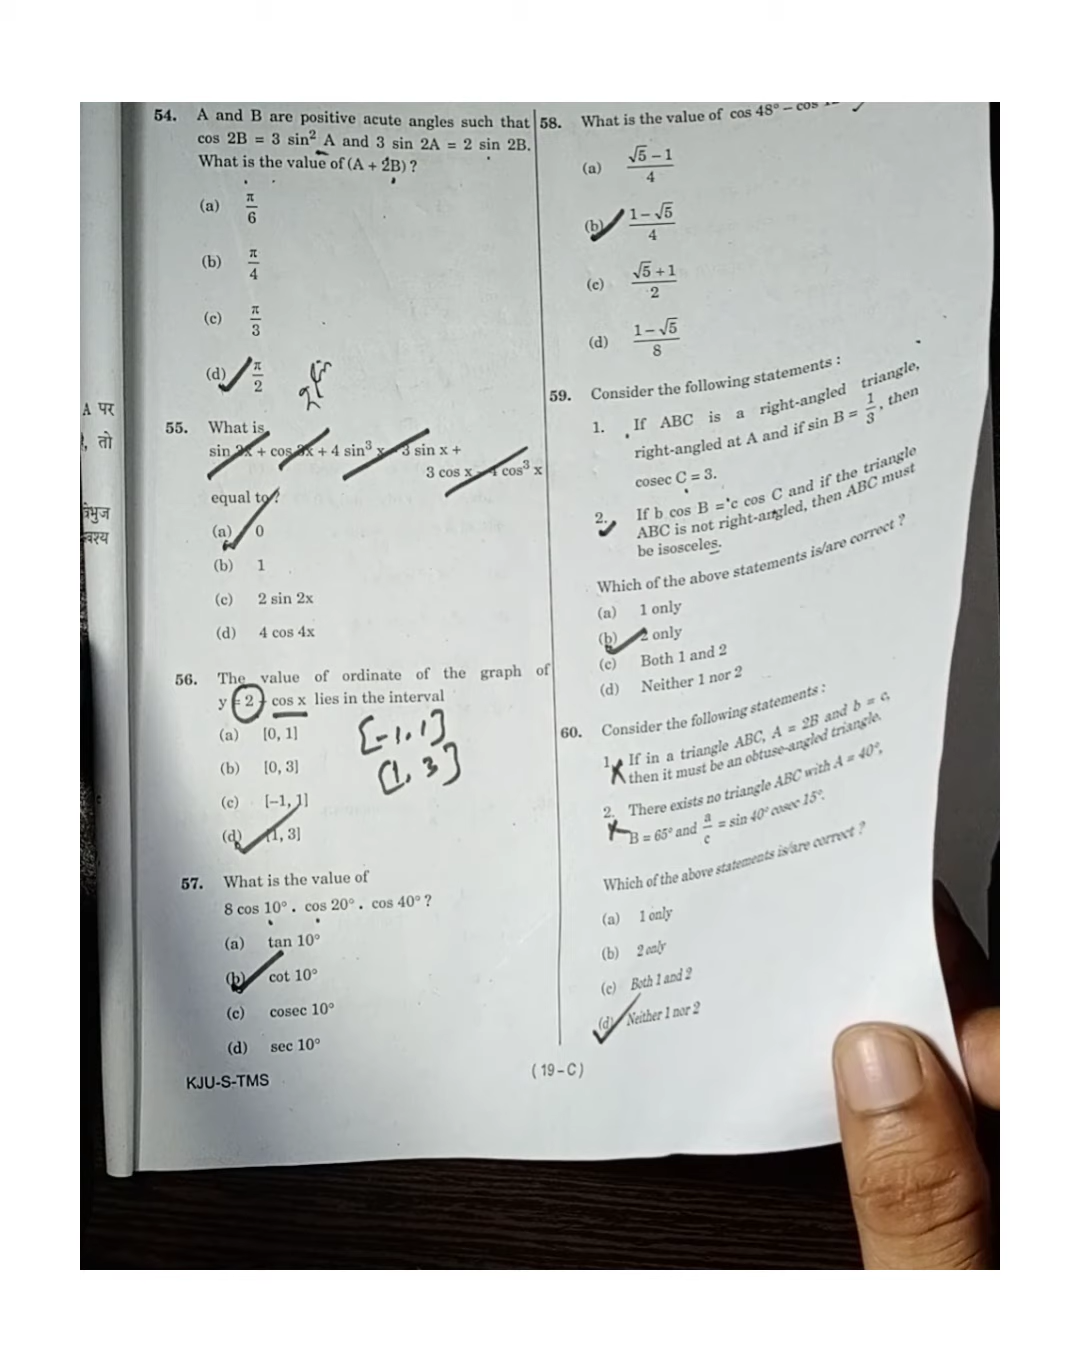 54. A and B are positive acute angles such that
cos 2B = 3 sin² A and 3 sin 2A = 2 sin 2B.
What is the value of (A + 2B) ?
(a) π/6
(b) π/4
(c) π/3
(d) π/2
A पर
, तो
55. What is
sin 3x + cos 3x + 4 sin³ x – 3 sin x +
3 cos x – 4 cos³ x
equal to ?
(a) 0
(b) 1
(c) 2 sin 2x
(d) 4 cos 4x
56. The value of ordinate of the graph of
y = 2 + cos x lies in the interval
(a) [0, 1]
(b) [0, 3]
(c) [–1, 1]
(d) [1, 3]
[-1, 1]
[1, 3]
57. What is the value of
8 cos 10° . cos 20° . cos 40° ?
(a) tan 10°
(b) cot 10°
(c) cosec 10°
(d) sec 10°
KJU-S-TMS
58. What is the value of cos 48° – cos
(a) √5 – 1/4
(b) 1 – √5/4
(c) √5 + 1/2
(d) 1 – √5/8
59. Consider the following statements :
1. If ABC is a right-angled triangle,
right-angled at A and if sin B = 1/3, then
cosec C = 3.
2. If b cos B = c cos C and if the triangle
ABC is not right-angled, then ABC must
be isosceles.
Which of the above statements is/are correct ?
(a) 1 only
(b) 2 only
(c) Both 1 and 2
(d) Neither 1 nor 2
60. Consider the following statements :
1. If in a triangle ABC, A = 2B and b = c,
then it must be an obtuse-angled triangle.
2. There exists no triangle ABC with A = 40°,
B = 65° and a/c = sin 40° cosec 15°.
Which of the above statements is/are correct ?
(a) 1 only
(b) 2 only
(c) Both 1 and 2
(d) Neither 1 nor 2
( 19 – C )